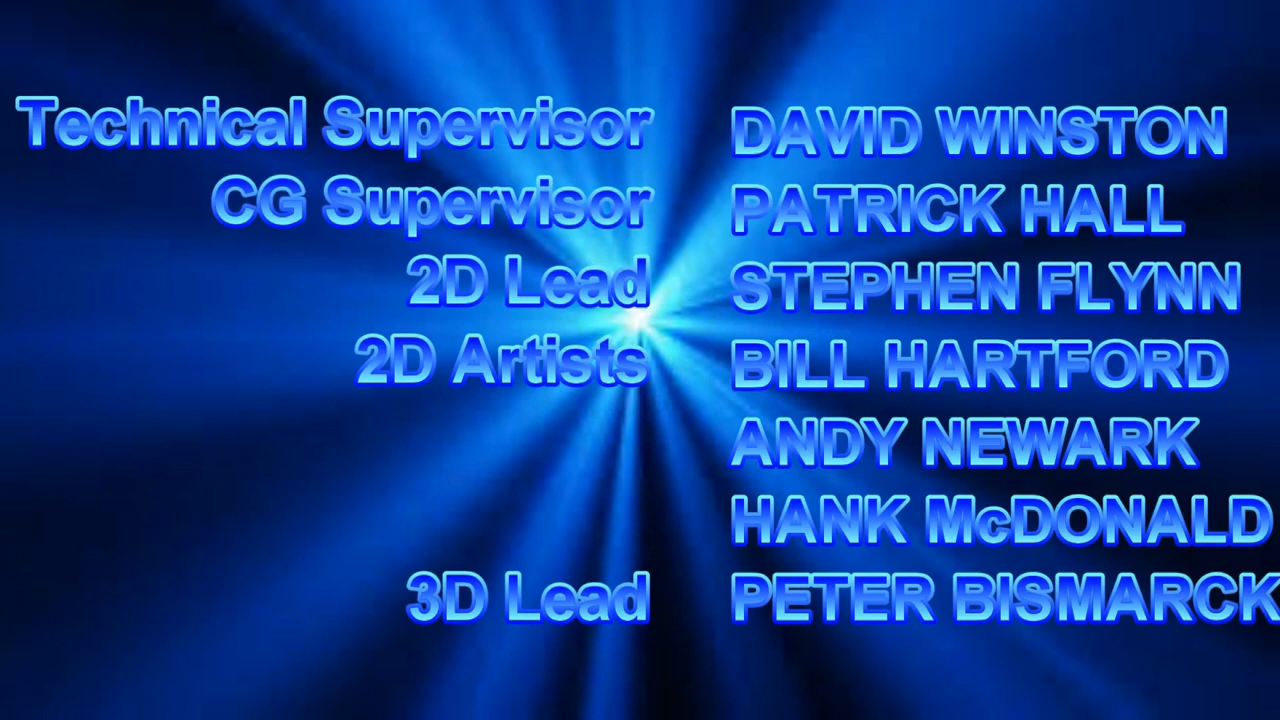 Technical Supervisor DAVID WINSTON
CG Supervisor PATRICK HALL
2D Lead STEPHEN FLYNN
2D Artists BILL HARTFORD
ANDY NEWARK
HANK McDONALD
3D Lead PETER BISMARCK